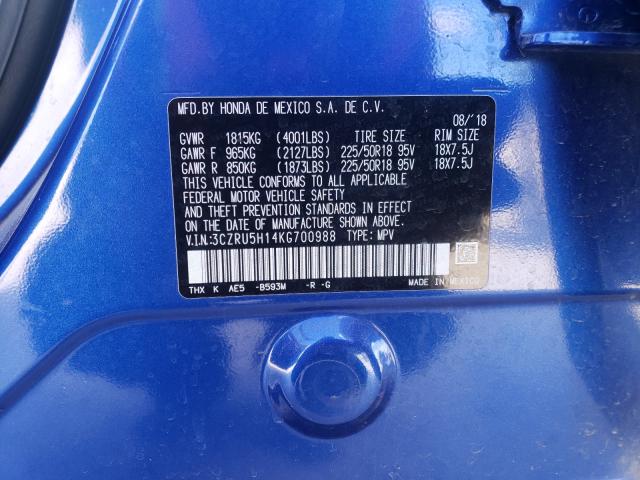 MFD.BY HONDA DE MEXICO S.A. DE C.V.
08/'18
GVWR 1815KG (4001LBS) TIRE SIZE RIM SIZE
GAWR F 965KG (2127LBS) 225/50R18 95V 18X7.5J
GAWR R 850KG (1873LBS) 225/50R18 95V 18X7.5J
THIS VEHICLE CONFORMS TO ALL APPLICABLE
FEDERAL MOTOR VEHICLE SAFETY
AND THEFT PREVENTION STANDARDS IN EFFECT
ON THE DATE OF MANUFACTURE SHOWN ABOVE.
V.I.N:3CZRU5H14KG700988 TYPE: MPV
THX K AE5 -B593M -R -G MADE IN MEXICO